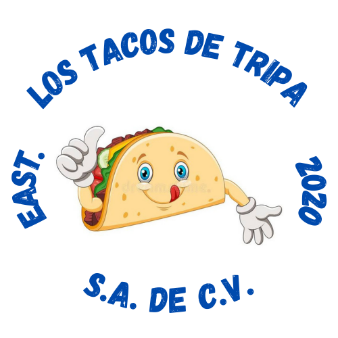 LOS TACOS DE TRIPA
EAST.
2020
S.A. DE C.V.